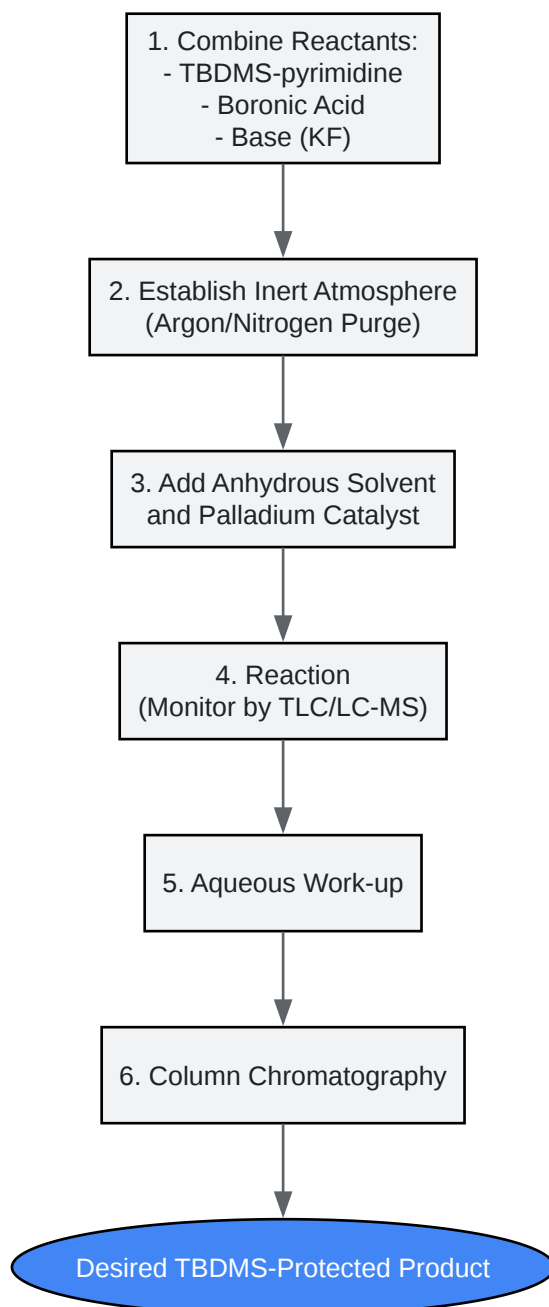 1. Combine Reactants:
- TBDMS-pyrimidine
- Boronic Acid
- Base (KF)
2. Establish Inert Atmosphere
(Argon/Nitrogen Purge)
3. Add Anhydrous Solvent
and Palladium Catalyst
4. Reaction
(Monitor by TLC/LC-MS)
5. Aqueous Work-up
6. Column Chromatography
Desired TBDMS-Protected Product